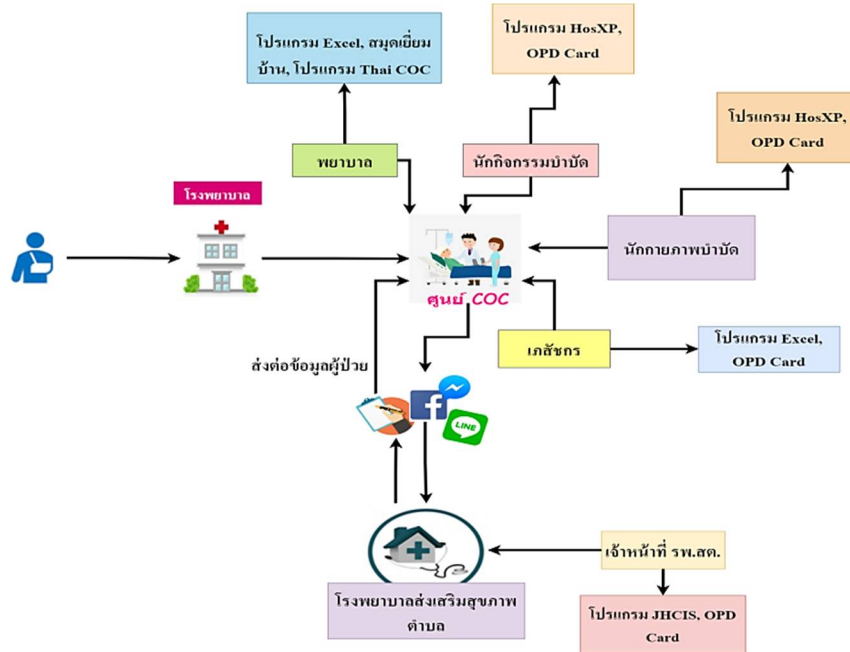 โปรแกรม Excel, สมุดเยี่ยม
บ้าน, โปรแกรม Thai COC
โปรแกรม HosXP,
OPD Card
โปรแกรม HosXP,
OPD Card
พยาบาล
นักกิจกรรมบำบัด
โรงพยาบาล
นักกายภาพบำบัด
ศูนย์ COC
เภสัชกร
โปรแกรม Excel,
OPD Card
ส่งต่อข้อมูลผู้ป่วย
LINE
เจ้าหน้าที่ รพ.สต.
โรงพยาบาลส่งเสริมสุขภาพ
ตำบล
โปรแกรม JHCIS, OPD
Card